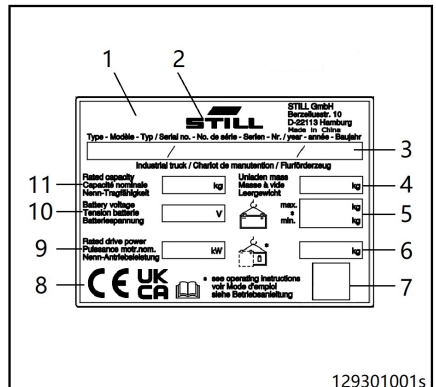 1
2
STILL
STILL GmbH
Berzeliusstr. 10
D-22113 Hamburg
Made in China
Type - Modèle - Typ / Serial no. - No. de série - Serien - Nr. / year - année - Baujahr
/ /
3
Industrial truck / Chariot de manutention / Flurförderzeug
11
Rated capacity
Capacité nominale
Nenn-Tragfähigkeit
kg
Unladen mass
Masse à vide
Leergewicht
kg
4
10
Battery voltage
Tension batterie
Batteriespannung
V
max. kg
*
min. kg
5
9
Rated drive power
Puissance motr.nom.
Nenn-Antriebsleistung
kW
*
kg
6
8
CE UK
CA
* see operating instructions
voir Mode d'emploi
siehe Betriebsanleitung
7
129301001s